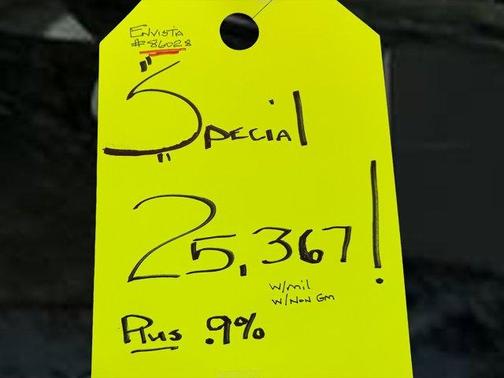 ENVISTA
#86028
"Special"
25,367!
w/mil
w/Non GM
Plus .9%